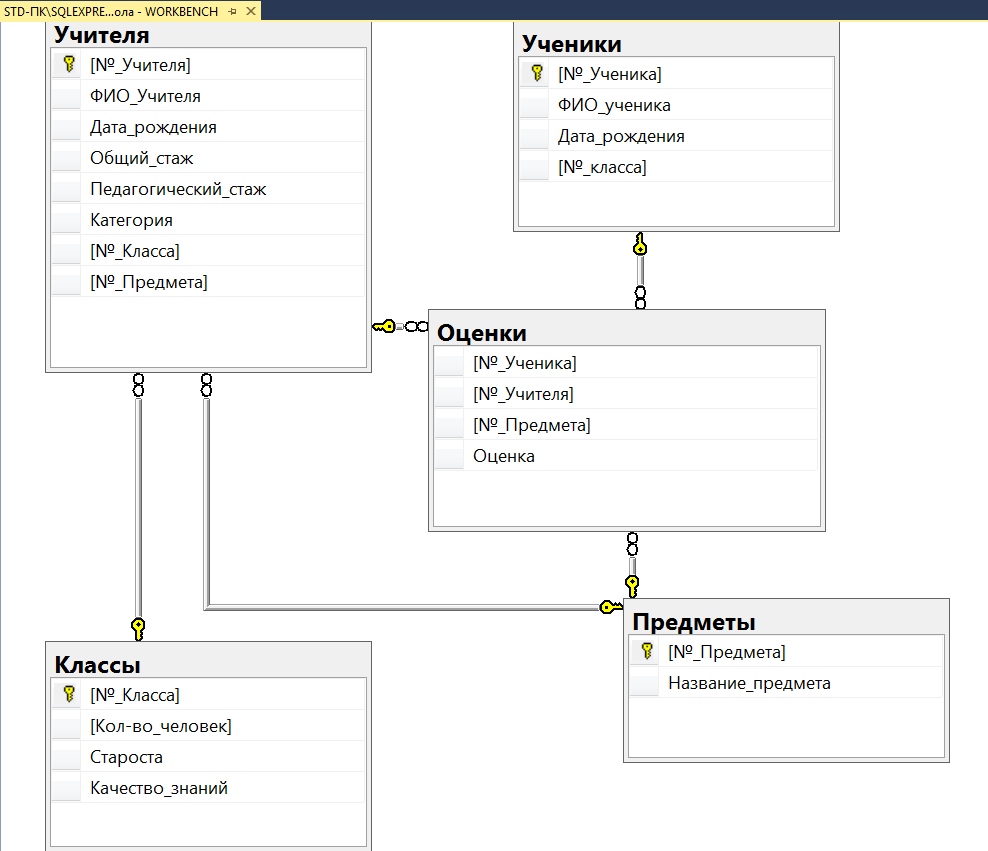 STD-ПК\SQLEXPRE...ола - WORKBENCH
Учителя
[№_Учителя]
ФИО_Учителя
Дата_рождения
Общий_стаж
Педагогический_стаж
Категория
[№_Класса]
[№_Предмета]
Ученики
[№_Ученика]
ФИО_ученика
Дата_рождения
[№_класса]
Оценки
[№_Ученика]
[№_Учителя]
[№_Предмета]
Оценка
Классы
[№_Класса]
[Кол-во_человек]
Староста
Качество_знаний
Предметы
[№_Предмета]
Название_предмета